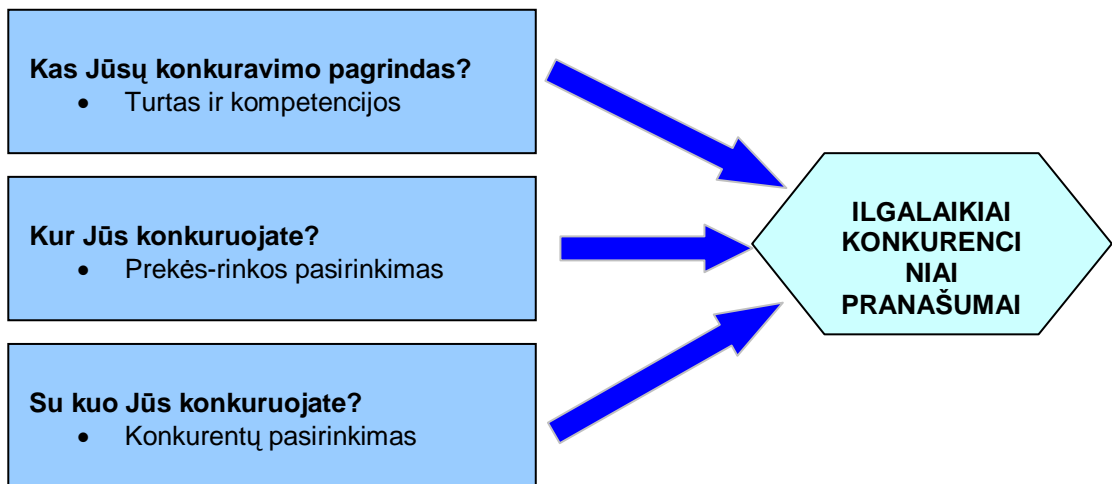 Kas Jūsų konkuravimo pagrindas?
• Turtas ir kompetencijos
Kur Jūs konkuruojate?
• Prekės-rinkos pasirinkimas
Su kuo Jūs konkuruojate?
• Konkurentų pasirinkimas
ILGALAIKIAI
KONKURENCI
NIAI
PRANAŠUMAI